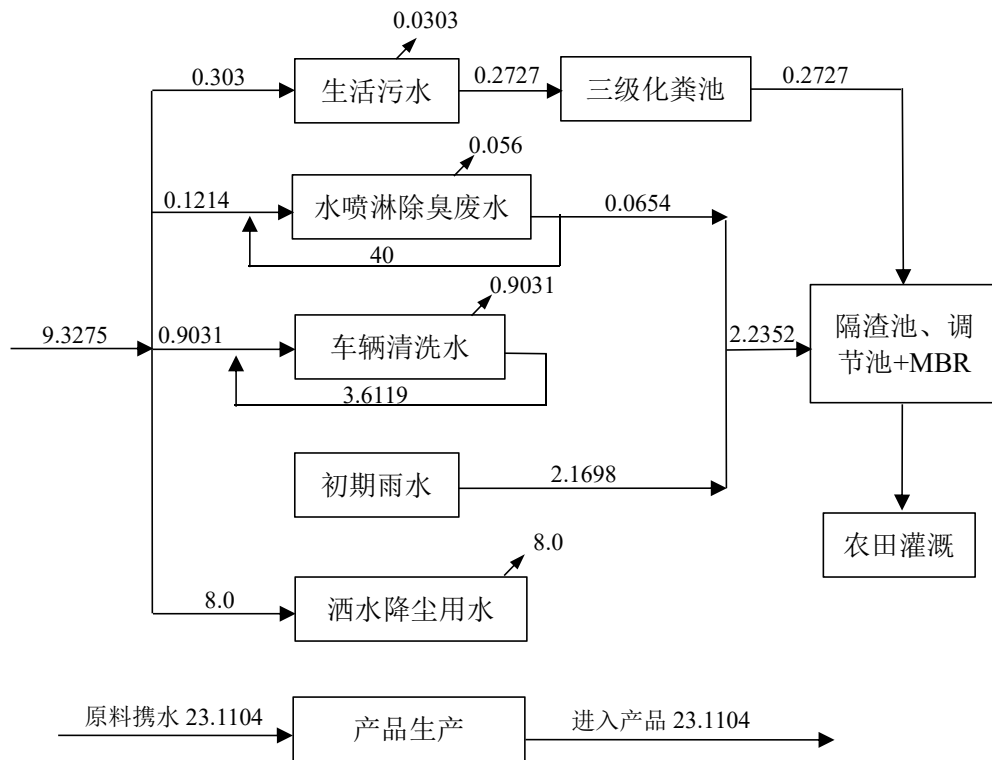 0.0303
0.303
生活污水
0.2727
三级化粪池
0.2727
0.056
0.1214
水喷淋除臭废水
0.0654
40
0.9031
9.3275
0.9031
车辆清洗水
2.2352
隔渣池、调
节池+MBR
3.6119
初期雨水
2.1698
农田灌溉
8.0
8.0
洒水降尘用水
原料携水 23.1104
产品生产
进入产品 23.1104